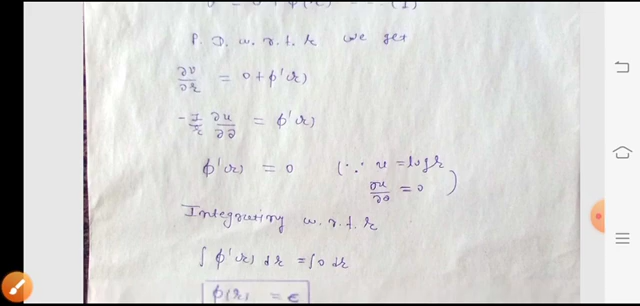 P. D. w. r. t. r we get
∂v/∂r = 0 + φ'(r)
-1/r ∂u/∂θ = φ'(r)
φ'(r) = 0 (∵ u = log r
∂u/∂θ = 0 )
Integrating w. r. t. r
∫ φ'(r) dr = ∫ 0 dr
φ(r) = c